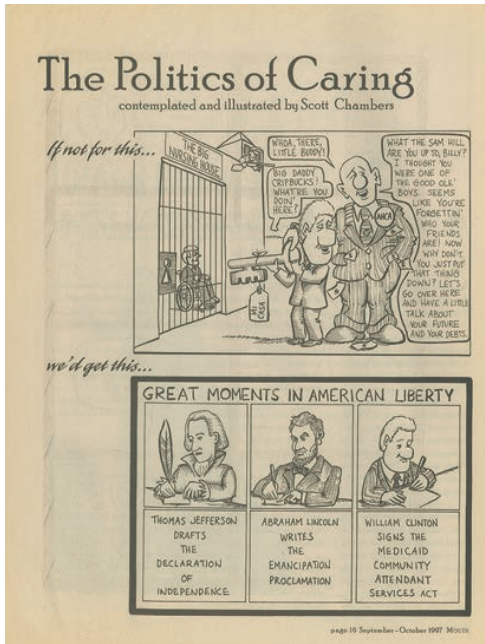 The Politics of Caring
contemplated and illustrated by Scott Chambers
If not for this...
THE BIG
NURSING HOUSE
WHOA, THERE,
LITTLE BUDDY!
BIG DADDY
CRIPBUCKS!
WHAT'RE YOU
DOIN'
HERE?
WHAT THE SAM HILL
ARE YOU UP TO, BILLY?
I THOUGHT YOU
WERE ONE OF
THE GOOD OLE'
BOYS. SEEMS
LIKE YOU'RE
FORGETTIN'
WHO YOUR
FRIENDS
ARE! NOW
WHY DON'T
YOU JUST PUT
THAT THING
DOWN? LET'S
GO OVER HERE
AND HAVE A LITTLE
TALK ABOUT
YOUR FUTURE
AND YOUR DEBTS.
AHCA
MI
CASA
we'd get this...
GREAT MOMENTS IN AMERICAN LIBERTY
THOMAS JEFFERSON
DRAFTS
THE
DECLARATION
OF
INDEPENDENCE
ABRAHAM LINCOLN
WRITES
THE
EMANCIPATION
PROCLAMATION
WILLIAM CLINTON
SIGNS THE
MEDICAID
COMMUNITY
ATTENDANT
SERVICES ACT
page 16 September - October 1997 MOUTH